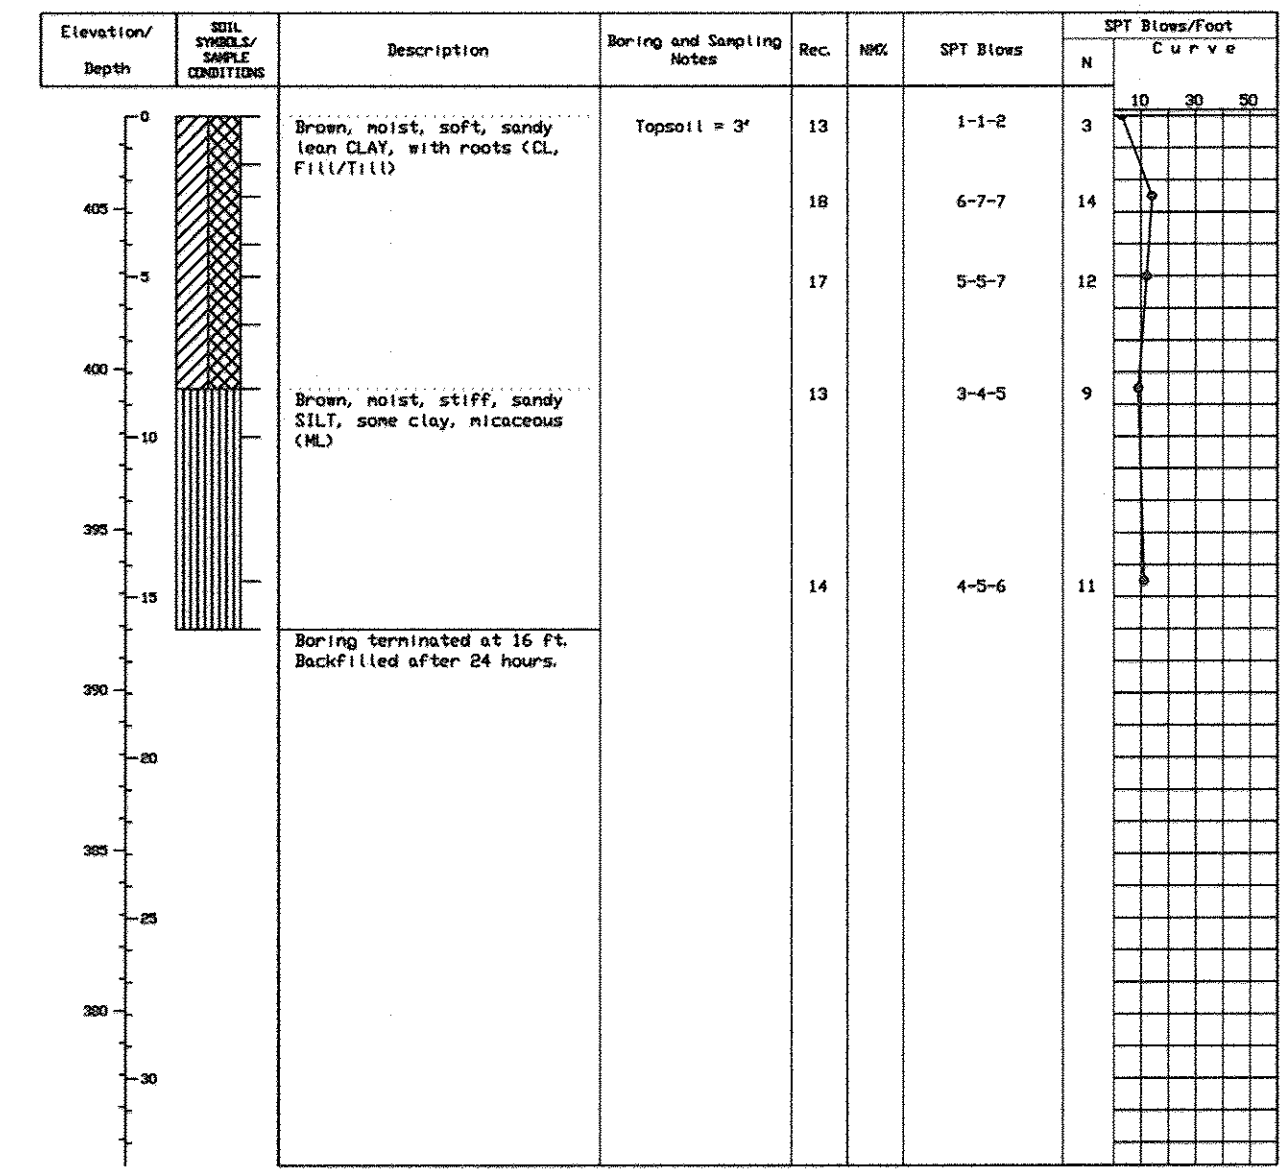 Elevation/
Depth
SOIL
SYMBOLS/
SAMPLE
CONDITIONS
Description
Boring and Sampling
Notes
Rec.
NM%
SPT Blows
SPT Blows/Foot
Curve
N
10 30 50
0
Brown, moist, soft, sandy
lean CLAY, with roots (CL,
Fill/Till)
Topsoil = 3"
13
1-1-2
3
405
18
6-7-7
14
5
17
5-5-7
12
400
Brown, moist, stiff, sandy
SILT, some clay, micaceous
(ML)
13
3-4-5
9
10
395
14
4-5-6
11
15
Boring terminated at 16 ft.
Backfilled after 24 hours.
390
20
385
25
380
30